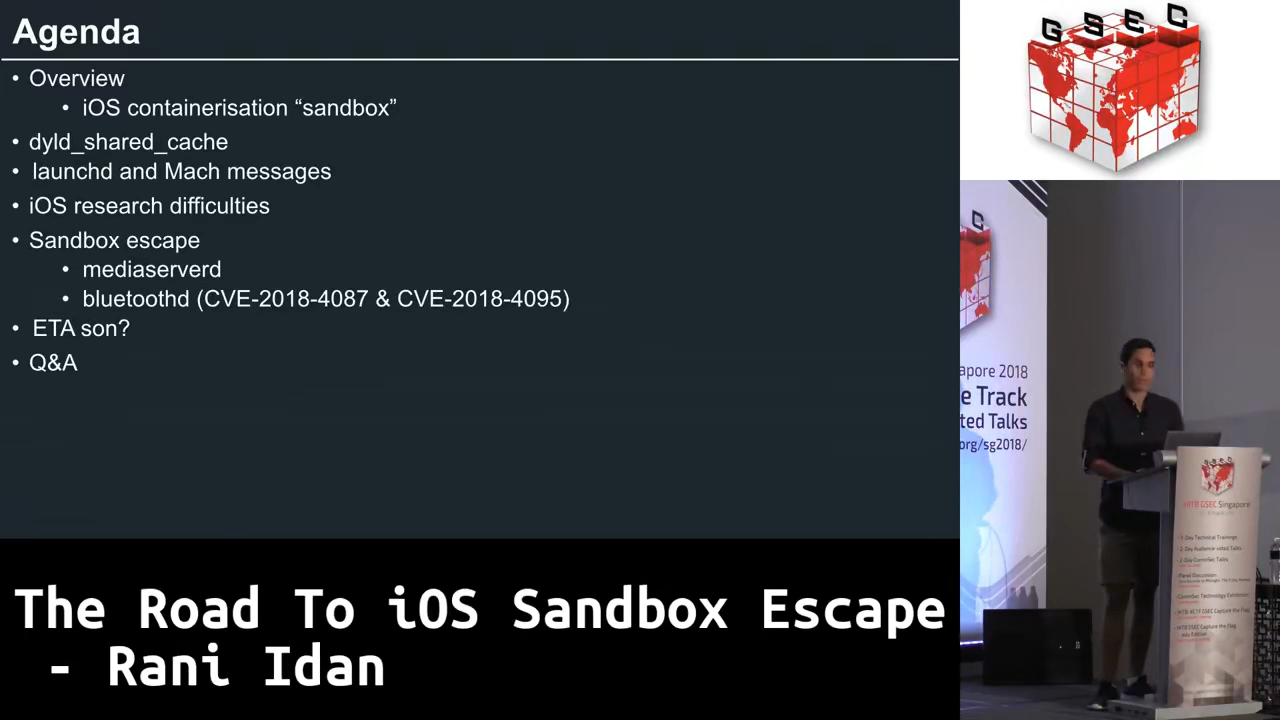 Agenda
• Overview
• iOS containerisation “sandbox”
• dyld_shared_cache
• launchd and Mach messages
• iOS research difficulties
• Sandbox escape
• mediaserverd
• bluetoothd (CVE-2018-4087 & CVE-2018-4095)
• ETA son?
• Q&A
The Road To iOS Sandbox Escape
- Rani Idan
G S E C
C
apore 2018
e Track
ted Talks
org/sg2018/
HITB GSEC Singapore